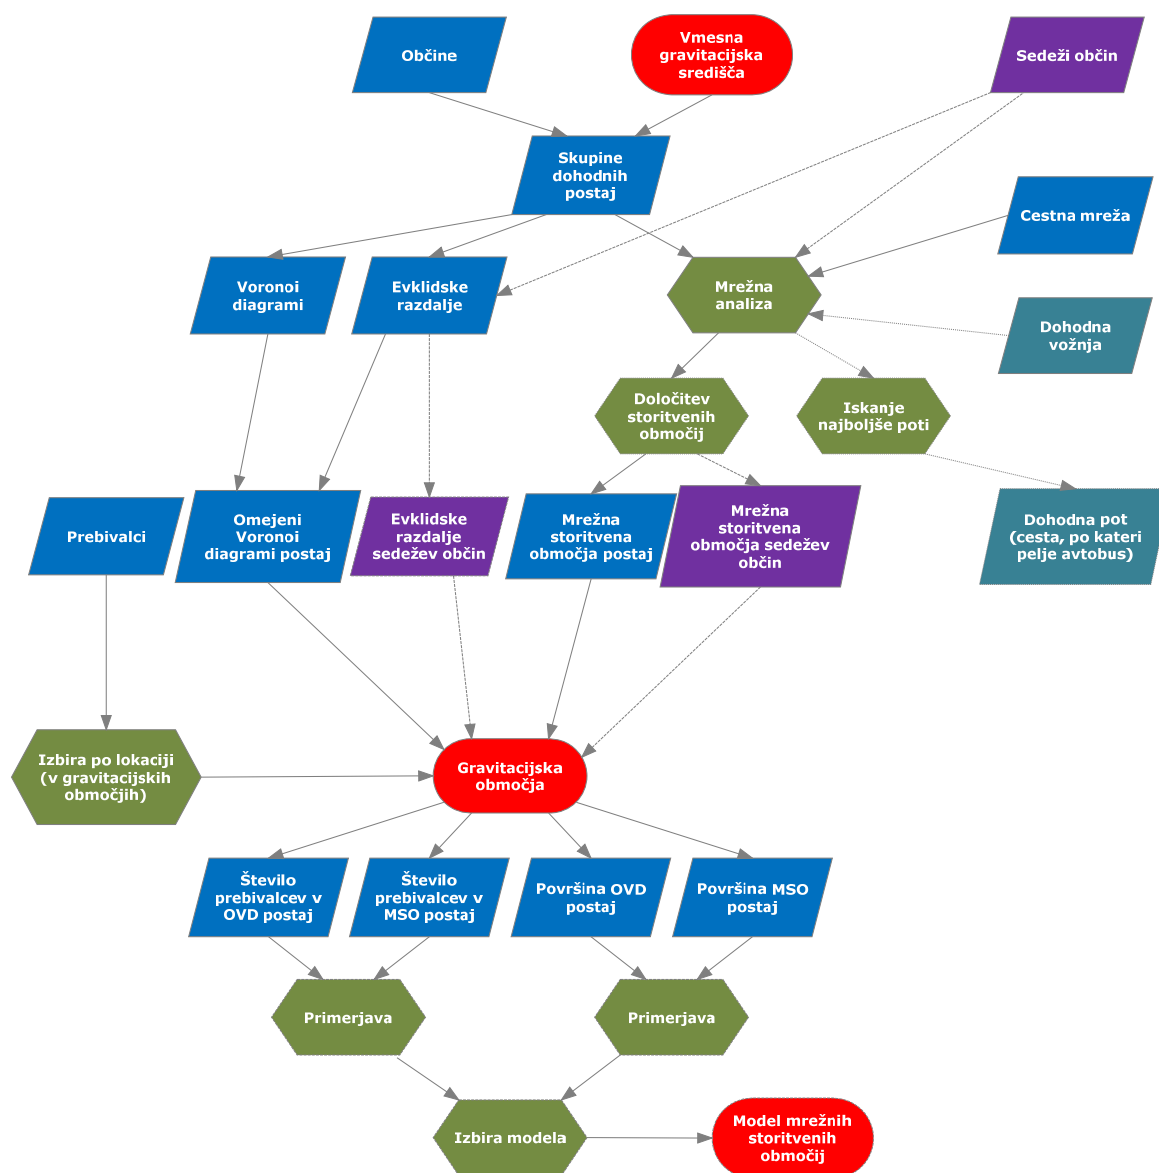 Občine
Vmesna
gravitacijska
središča
Sedeži občin
Skupine
dohodnih
postaj
Cestna mreža
Voronoi
diagrami
Evklidske
razdalje
Mrežna
analiza
Dohodna
vožnja
Določitev
storitvenih
območij
Iskanje
najboljše poti
Prebivalci
Omejeni
Voronoi
diagrami postaj
Evklidske
razdalje
sedežev občin
Mrežna
storitvena
območja postaj
Mrežna
storitvena
območja sedežev
občin
Dohodna pot
(cesta, po kateri
pelje avtobus)
Izbira po lokaciji
(v gravitacijskih
območjih)
Gravitacijska
območja
Število
prebivalcev v
OVD postaj
Število
prebivalcev v
MSO postaj
Površina OVD
postaj
Površina MSO
postaj
Primerjava
Primerjava
Izbira modela
Model mrežnih
storitvenih
območij